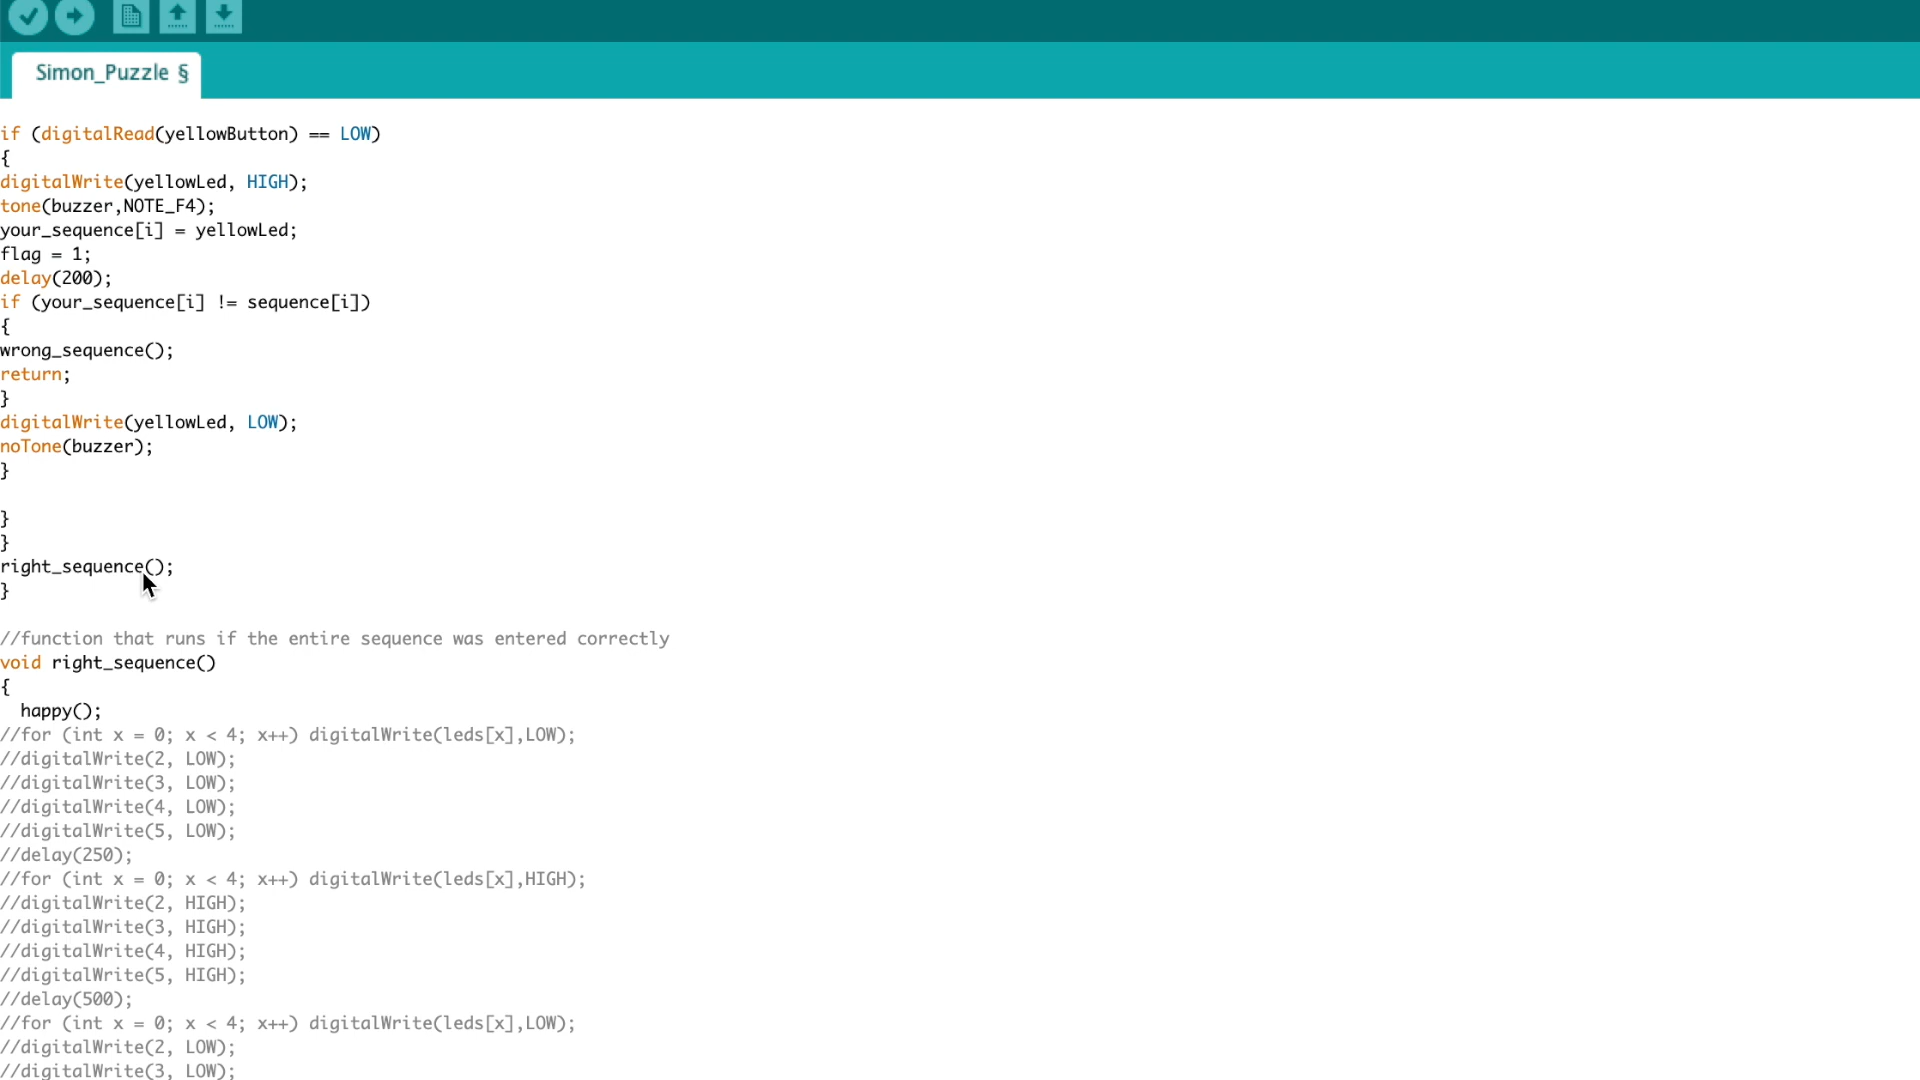 Simon_Puzzle §
if (digitalRead(yellowButton) == LOW)
{
digitalWrite(yellowLed, HIGH);
tone(buzzer,NOTE_F4);
your_sequence[i] = yellowLed;
flag = 1;
delay(200);
if (your_sequence[i] != sequence[i])
{
wrong_sequence();
return;
}
digitalWrite(yellowLed, LOW);
noTone(buzzer);
}
}
}
right_sequence();
}
//function that runs if the entire sequence was entered correctly
void right_sequence()
{
  happy();
//for (int x = 0; x < 4; x++) digitalWrite(leds[x],LOW);
//digitalWrite(2, LOW);
//digitalWrite(3, LOW);
//digitalWrite(4, LOW);
//digitalWrite(5, LOW);
//delay(250);
//for (int x = 0; x < 4; x++) digitalWrite(leds[x],HIGH);
//digitalWrite(2, HIGH);
//digitalWrite(3, HIGH);
//digitalWrite(4, HIGH);
//digitalWrite(5, HIGH);
//delay(500);
//for (int x = 0; x < 4; x++) digitalWrite(leds[x],LOW);
//digitalWrite(2, LOW);
//digitalWrite(3, LOW);